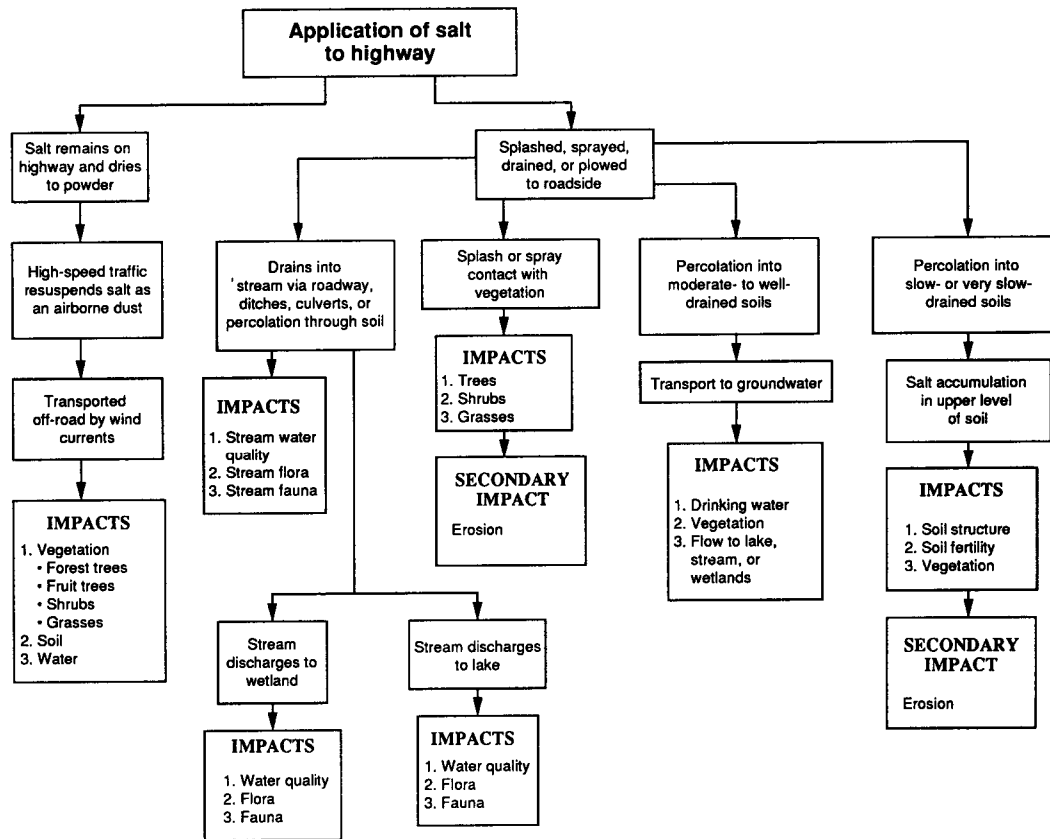 Application of salt
to highway
Salt remains on
highway and dries
to powder
Splashed, sprayed,
drained, or plowed
to roadside
High-speed traffic
resuspends salt as
an airborne dust
Drains into
stream via roadway,
ditches, culverts, or
percolation through soil
Splash or spray
contact with
vegetation
Percolation into
moderate- to well-
drained soils
Percolation into
slow- or very slow-
drained soils
Transported
off-road by wind
currents
IMPACTS
1. Stream water
quality
2. Stream flora
3. Stream fauna
IMPACTS
1. Trees
2. Shrubs
3. Grasses
Transport to groundwater
Salt accumulation
in upper level
of soil
IMPACTS
1. Vegetation
• Forest trees
• Fruit trees
• Shrubs
• Grasses
2. Soil
3. Water
SECONDARY
IMPACT
Erosion
IMPACTS
1. Drinking water
2. Vegetation
3. Flow to lake,
stream, or
wetlands
IMPACTS
1. Soil structure
2. Soil fertility
3. Vegetation
Stream
discharges to
wetland
Stream discharges
to lake
SECONDARY
IMPACT
Erosion
IMPACTS
1. Water quality
2. Flora
3. Fauna
IMPACTS
1. Water quality
2. Flora
3. Fauna